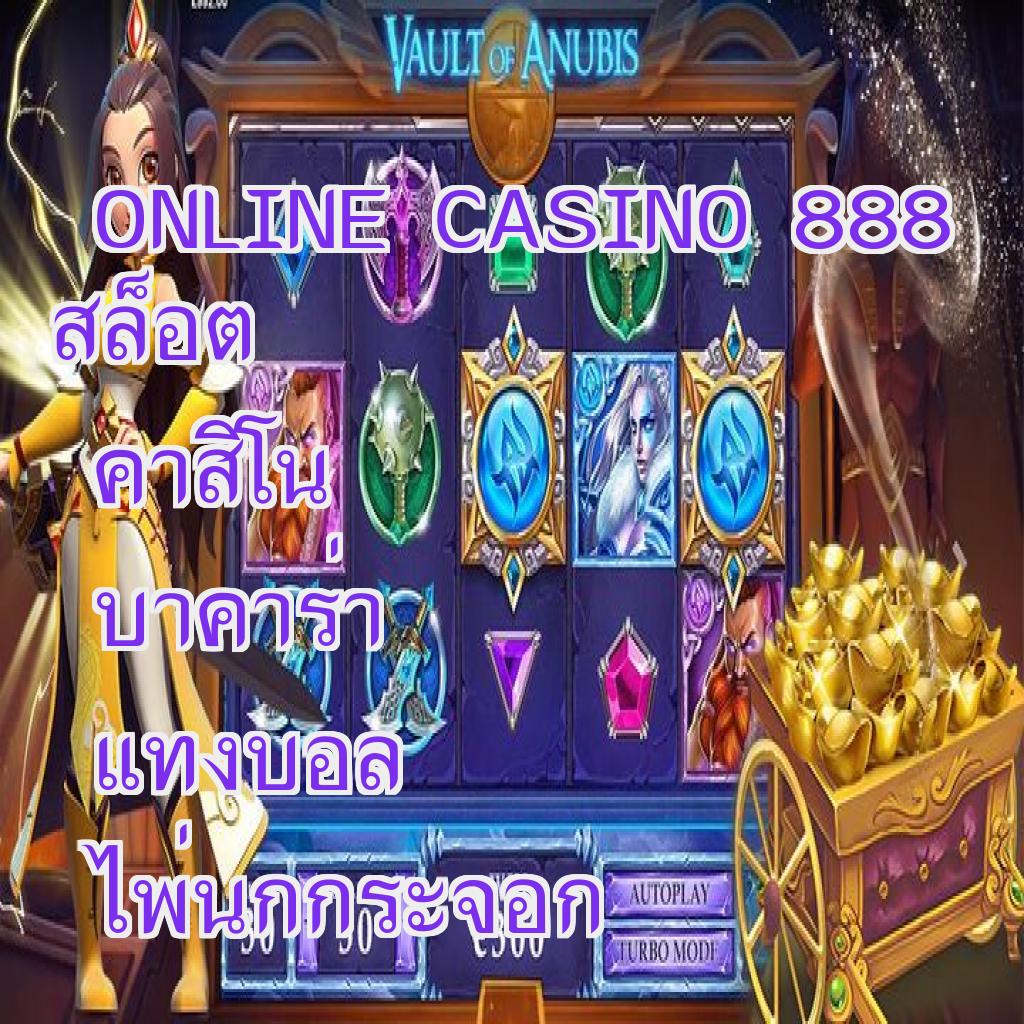 VAULT OF ANUBIS
ONLINE CASINO 888
สล็อต
คาสิโน
บาคารา
แทงบอล
ไพ่นกกระจอก
AUTOPLAY
TURBO MODE